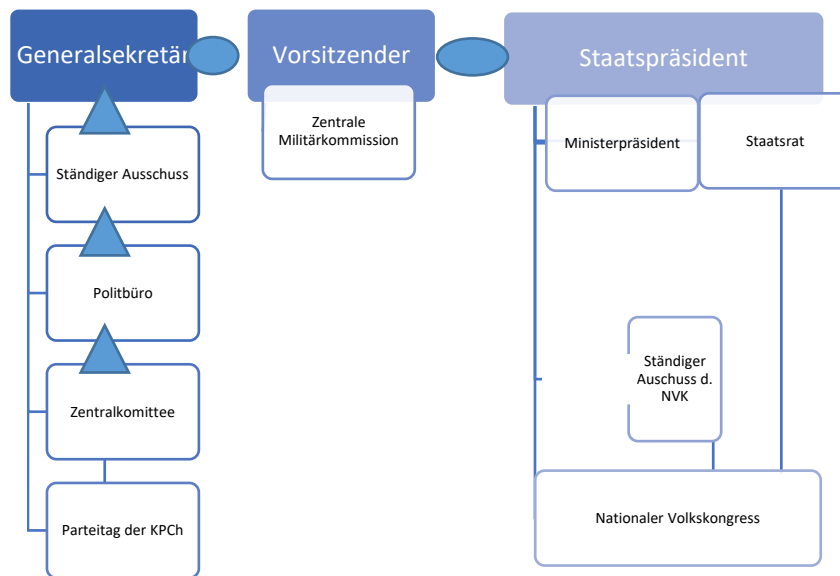 Generalsekretär
Vorsitzender
Staatspräsident
Zentrale
Militärkommission
Ministerpräsident
Staatsrat
Ständiger Ausschuss
Politbüro
Ständiger
Auschuss d.
NVK
Zentralkomittee
Parteitag der KPCh
Nationaler Volkskongress